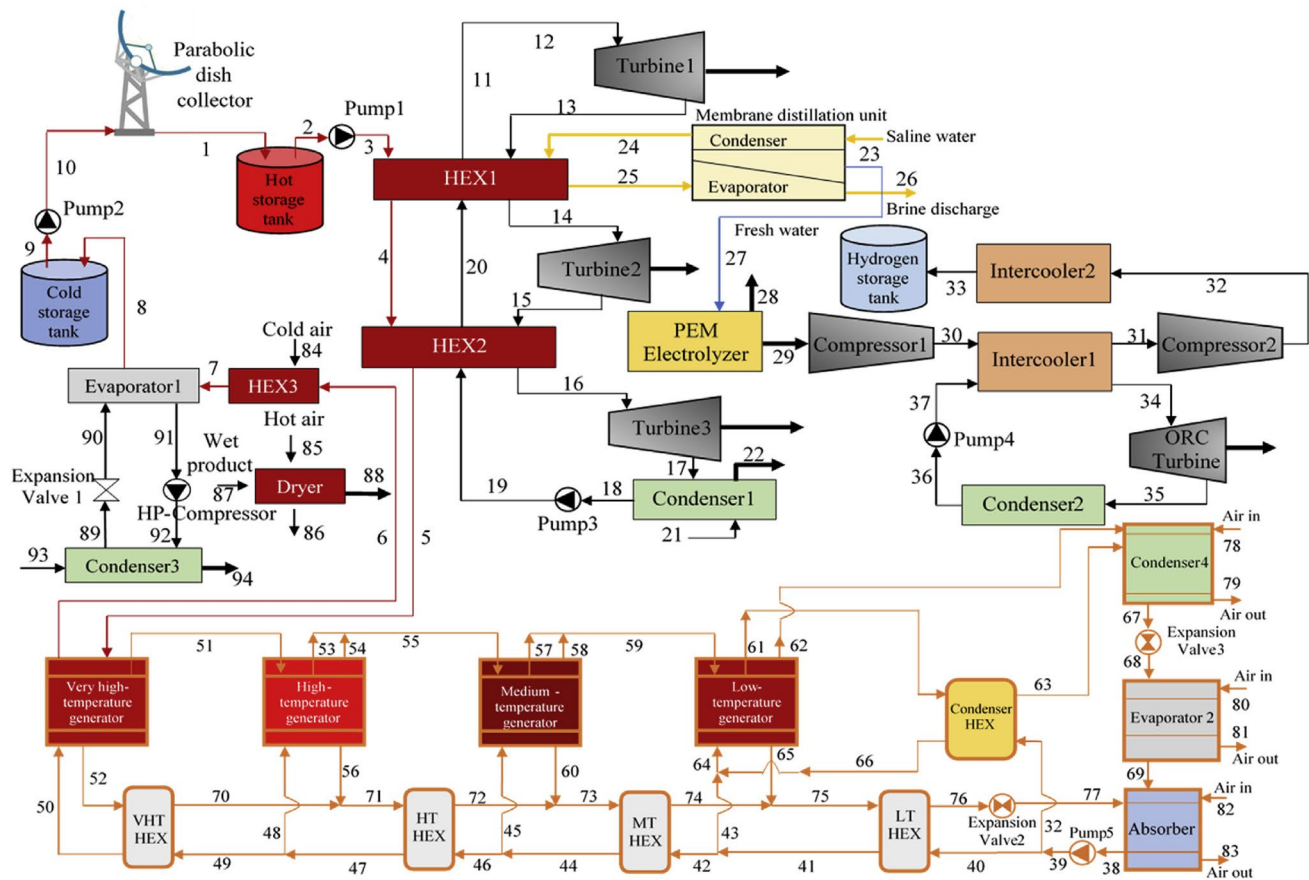 Parabolic
dish
collector
12
Turbine1
11
13
Membrane distillation unit
Condenser
Saline water
23
24
Evaporator
26
25
Brine discharge
Fresh water
1
2
Pump1
3
Hot
storage
tank
HEX1
10
Pump2
9
Cold
storage
tank
8
4
20
14
Turbine2
15
HEX2
27
28
PEM
Electrolyzer
29
Compressor1
30
Hydrogen
storage
tank
33
Intercooler2
32
Intercooler1
31
Compressor2
37
34
Pump4
ORC
Turbine
36
Condenser2
35
Cold air
84
7
HEX3
Evaporator1
Hot air
85
90
91
Wet
product
Expansion
Valve 1
87
Dryer
88
HP-Compressor
89
92
86
93
Condenser3
94
6
5
16
Turbine3
17
22
19
18
Condenser1
Pump3
21
Air in
78
Condenser4
79
Air out
67
Expansion
Valve3
68
Air in
80
Evaporator 2
81
Air out
69
Air in
82
Absorber
83
Air out
51
53
54
55
57
58
59
61
62
63
Very high-
temperature
generator
High-
temperature
generator
Medium -
temperature
generator
Low-
temperature
generator
Condenser
HEX
52
56
60
64
65
66
50
70
71
72
73
74
75
76
77
VHT
HEX
HT
HEX
MT
HEX
LT
HEX
Expansion
Valve2
32
Pump5
48
45
43
49
47
46
44
42
41
40
39
38